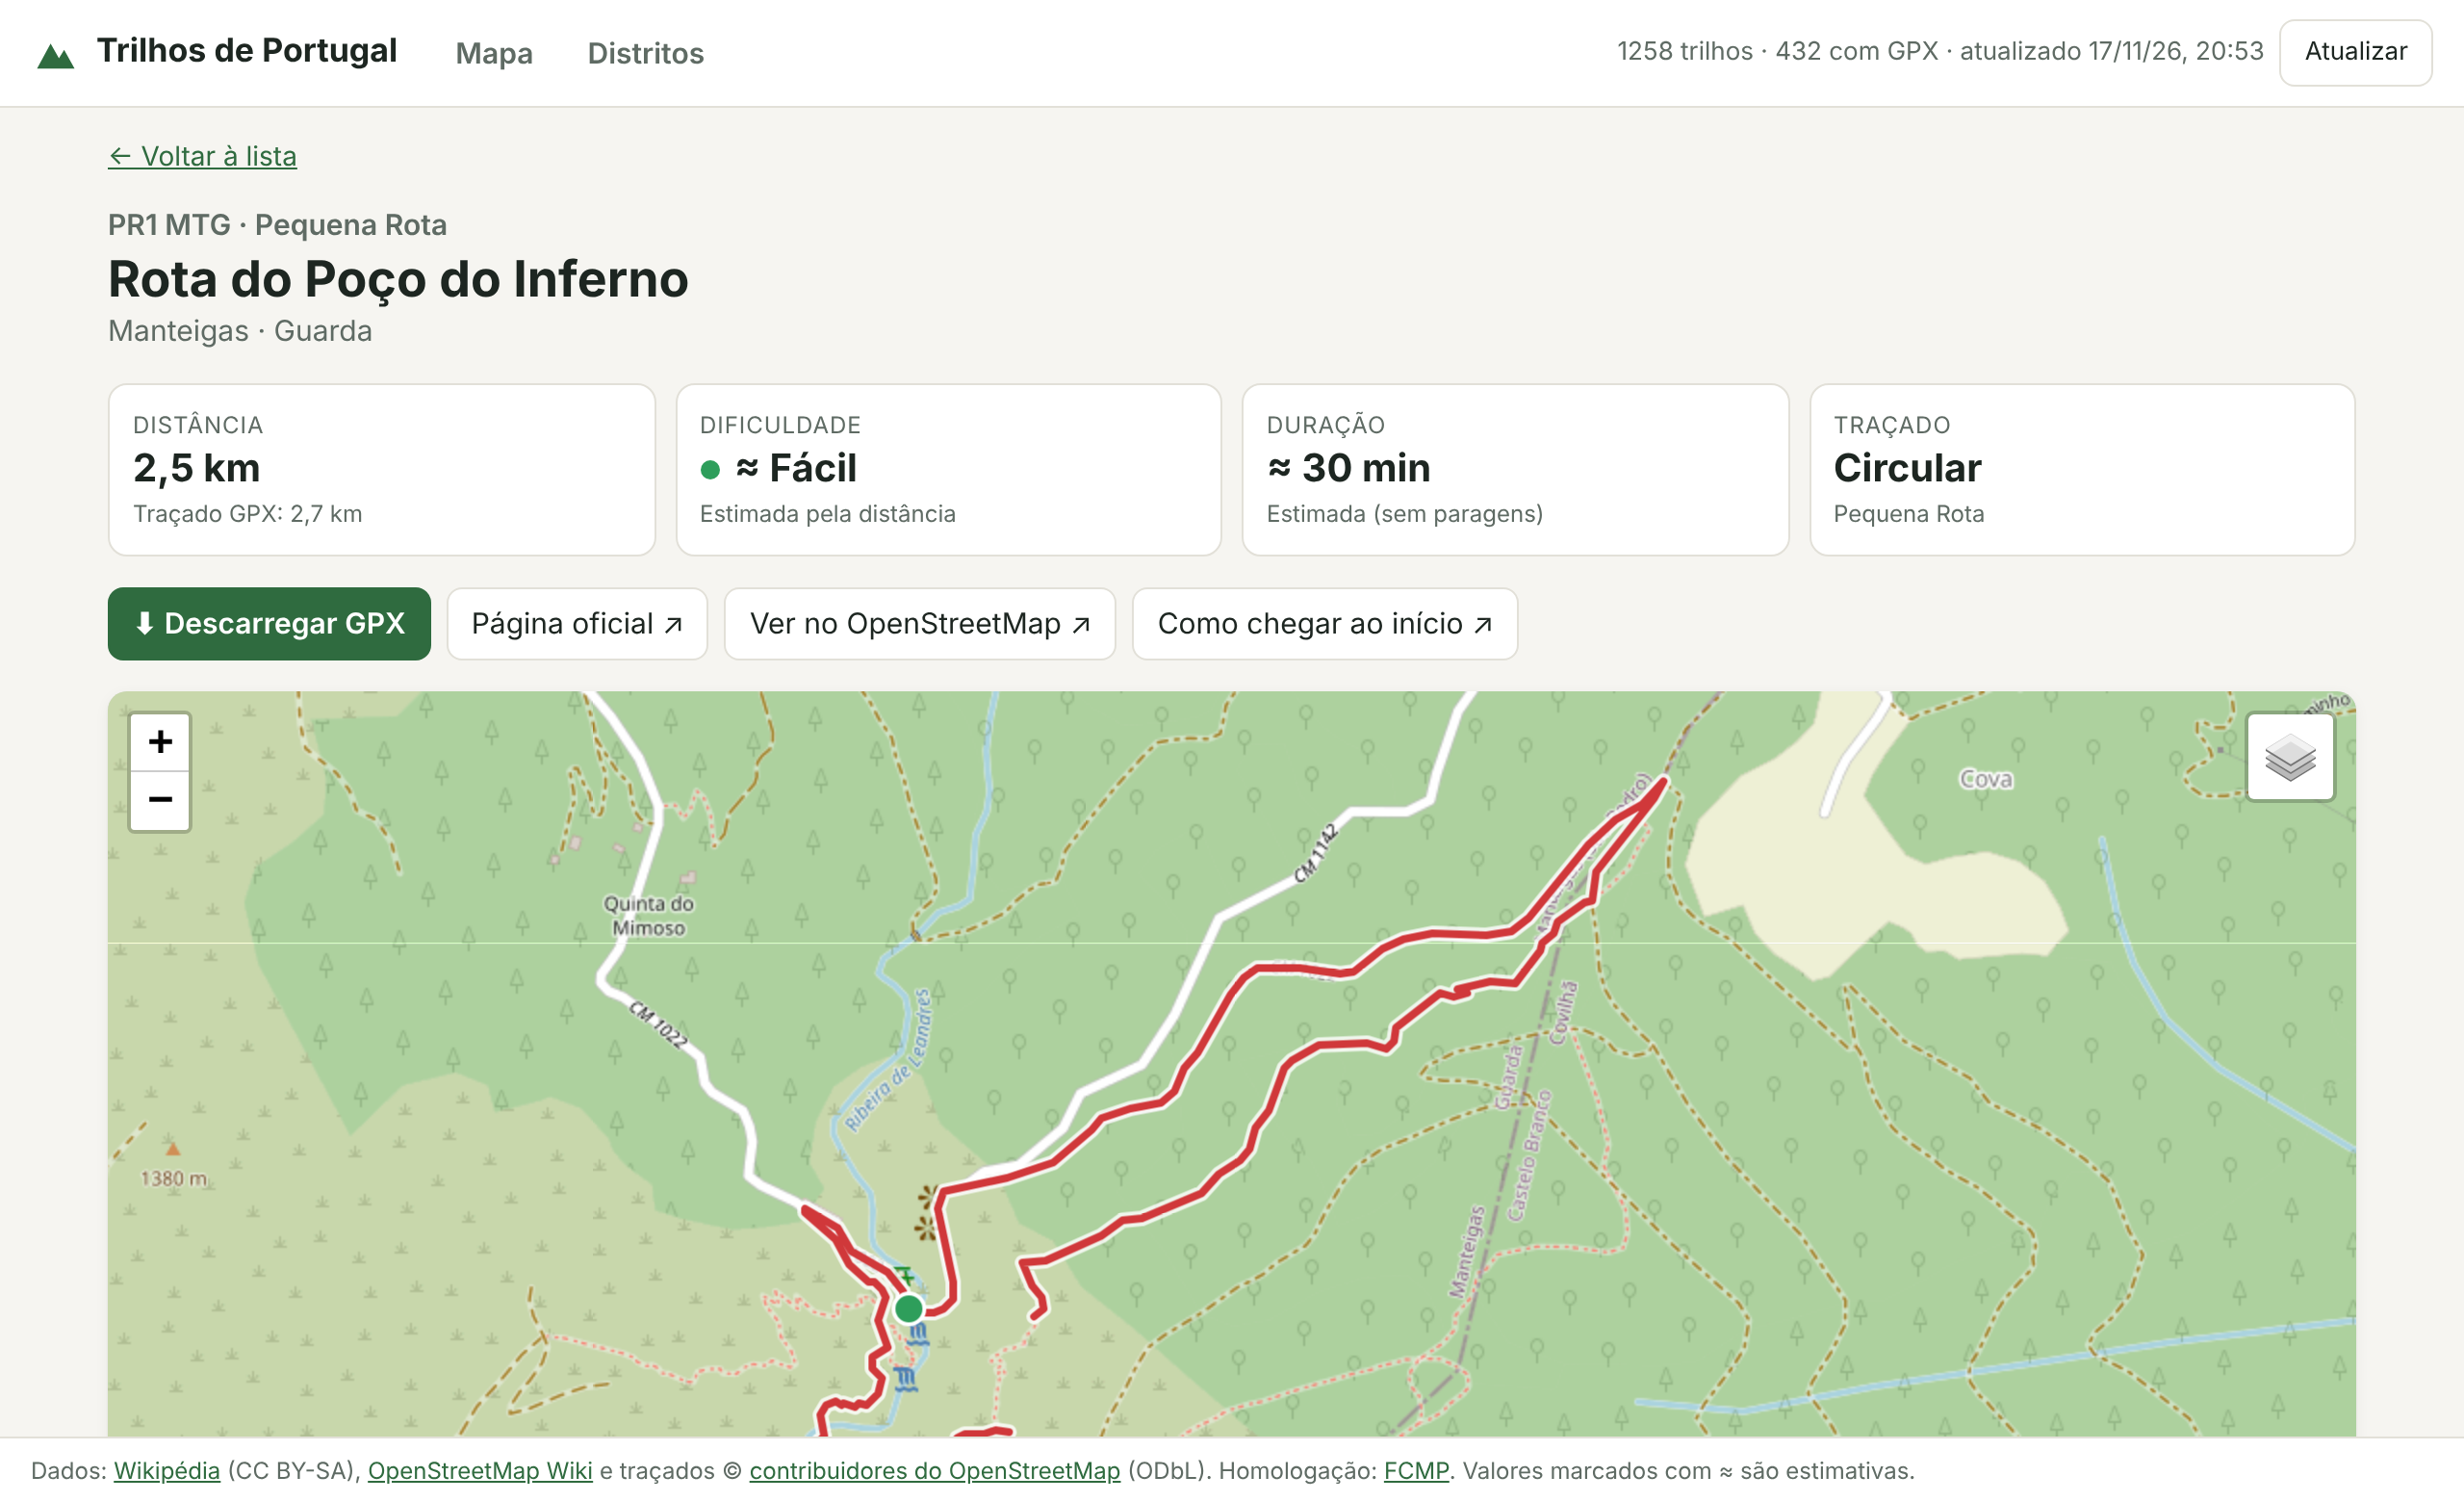 Trilhos de Portugal
Mapa
Distritos
1258 trilhos · 432 com GPX · atualizado 17/11/26, 20:53
Atualizar
← Voltar à lista
PR1 MTG · Pequena Rota
Rota do Poço do Inferno
Manteigas · Guarda
DISTÂNCIA
2,5 km
Traçado GPX: 2,7 km
DIFICULDADE
≈ Fácil
Estimada pela distância
DURAÇÃO
≈ 30 min
Estimada (sem paragens)
TRAÇADO
Circular
Pequena Rota
⬇ Descarregar GPX
Página oficial ↗
Ver no OpenStreetMap ↗
Como chegar ao início ↗
+
−
Cova
CM 1142
Quinta do
Mimoso
CM 1022
Ribeira de Leandres
Covilhã
Guarda
Castelo Branco
Manteigas
1380 m
Dados: Wikipédia (CC BY-SA), OpenStreetMap Wiki e traçados © contribuidores do OpenStreetMap (ODbL). Homologação: FCMP. Valores marcados com ≈ são estimativas.